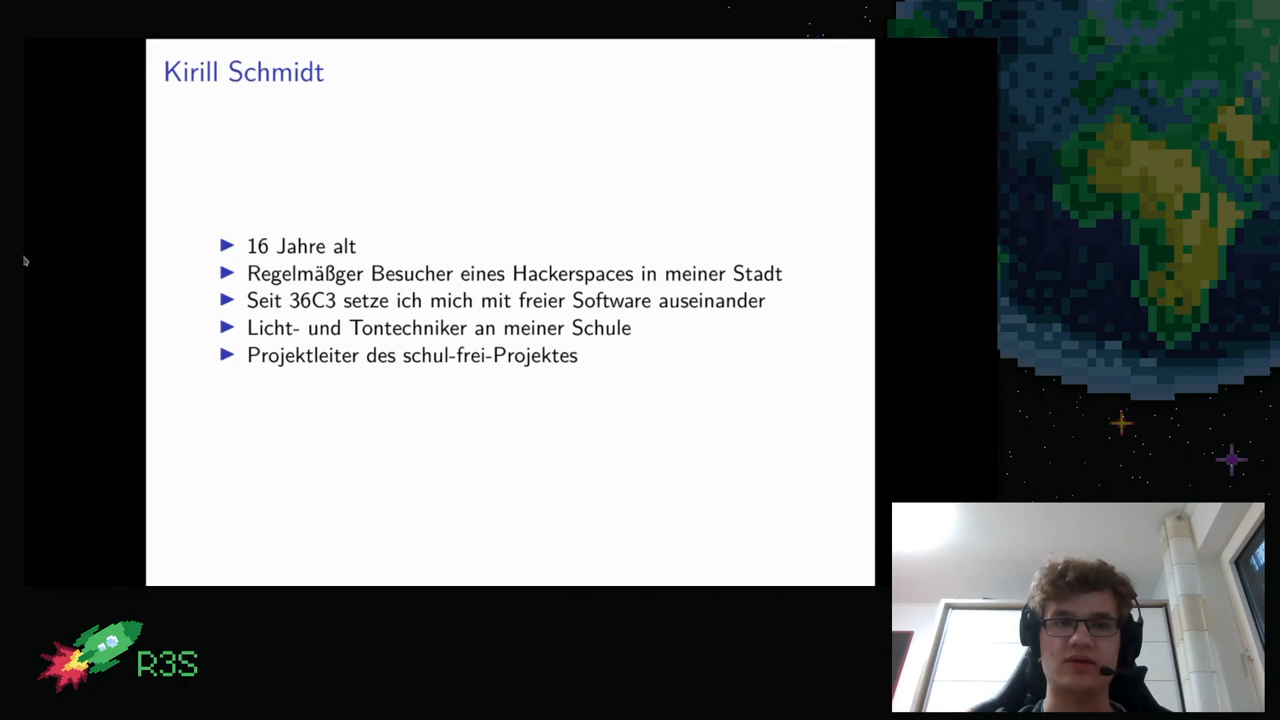 Kirill Schmidt
16 Jahre alt
Regelmäßger Besucher eines Hackerspaces in meiner Stadt
Seit 36C3 setze ich mich mit freier Software auseinander
Licht- und Tontechniker an meiner Schule
Projektleiter des schul-frei-Projektes
R3S